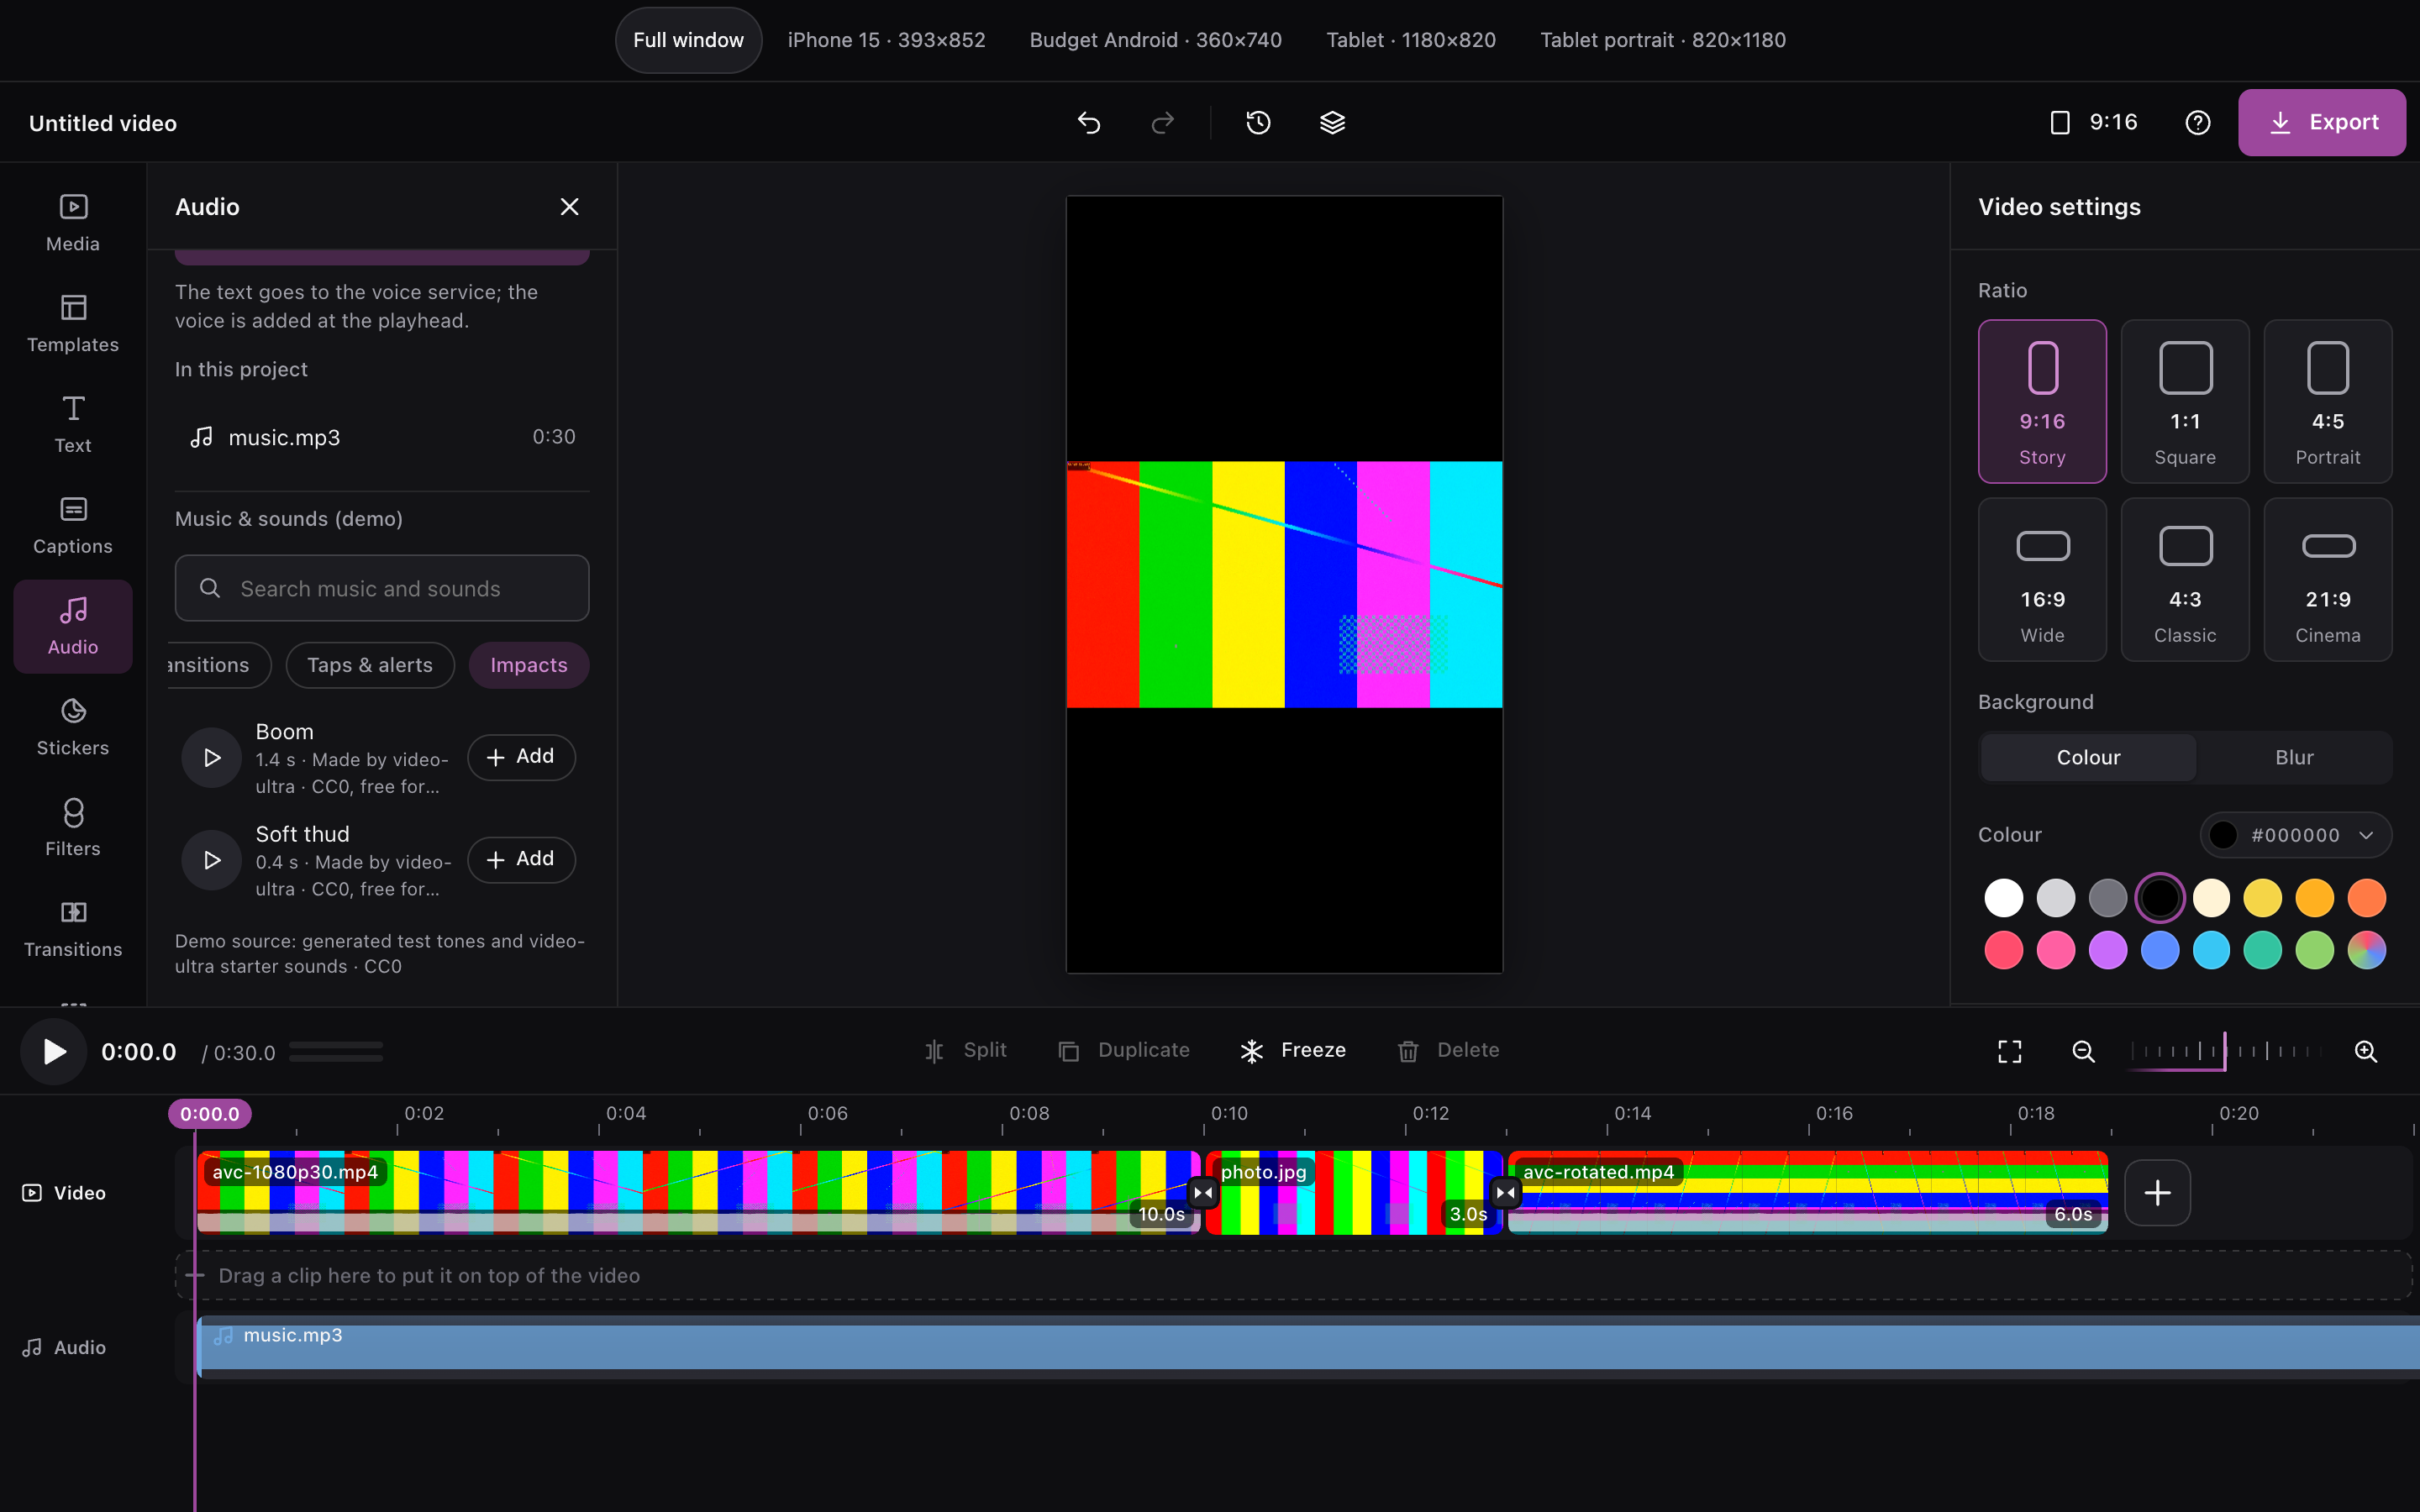 Full window
iPhone 15 · 393×852
Budget Android · 360×740
Tablet · 1180×820
Tablet portrait · 820×1180
Untitled video
9:16
Export
Media
Templates
Text
Captions
Audio
Stickers
Filters
Transitions
Audio
The text goes to the voice service; the
voice is added at the playhead.
In this project
music.mp3
0:30
Music & sounds (demo)
Search music and sounds
ansitions
Taps & alerts
Impacts
Boom
1.4 s · Made by video-
ultra · CC0, free for...
Add
Soft thud
0.4 s · Made by video-
ultra · CC0, free for...
Add
Demo source: generated test tones and video-
ultra starter sounds · CC0
Video settings
Ratio
9:16
Story
1:1
Square
4:5
Portrait
16:9
Wide
4:3
Classic
21:9
Cinema
Background
Colour
Blur
Colour
#000000
0:00.0
/ 0:30.0
Split
Duplicate
Freeze
Delete
0:00.0
0:02
0:04
0:06
0:08
0:10
0:12
0:14
0:16
0:18
0:20
Video
avc-1080p30.mp4
10.0s
photo.jpg
3.0s
avc-rotated.mp4
6.0s
Drag a clip here to put it on top of the video
Audio
music.mp3